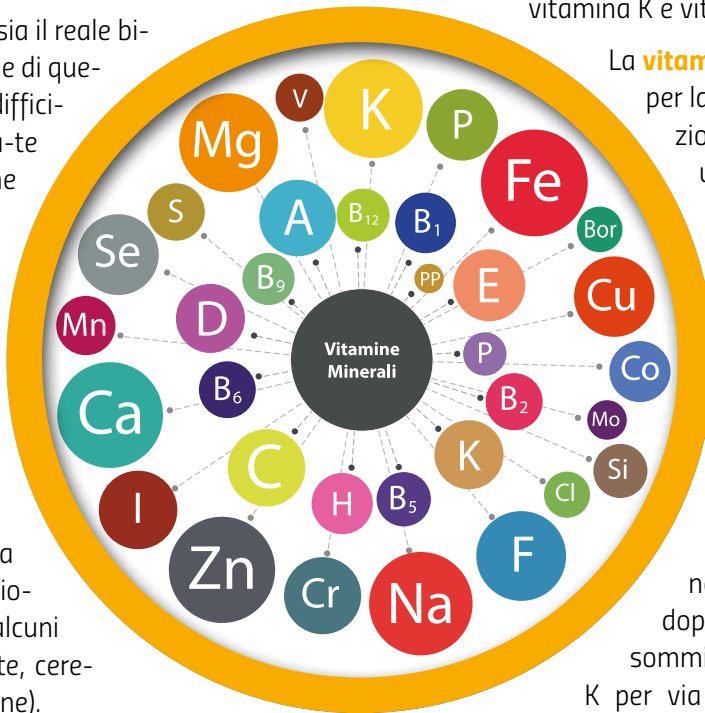 sia il reale bi-
e di que-
diffici-
-te
ne
vitamina K e vit
La vitam
per la
zio
u
V
K
P
Mg
Fe
S
A
B12
B1
Bor
Se
B9
PP
E
Cu
Mn
D
Vitamine
Minerali
P
Co
Ca
B6
B2
Mo
C
K
Si
I
H
B5
Cl
Zn
Cr
Na
F
a
io-
alcuni
te, cere-
ne).
n
dop
sommi
K per via